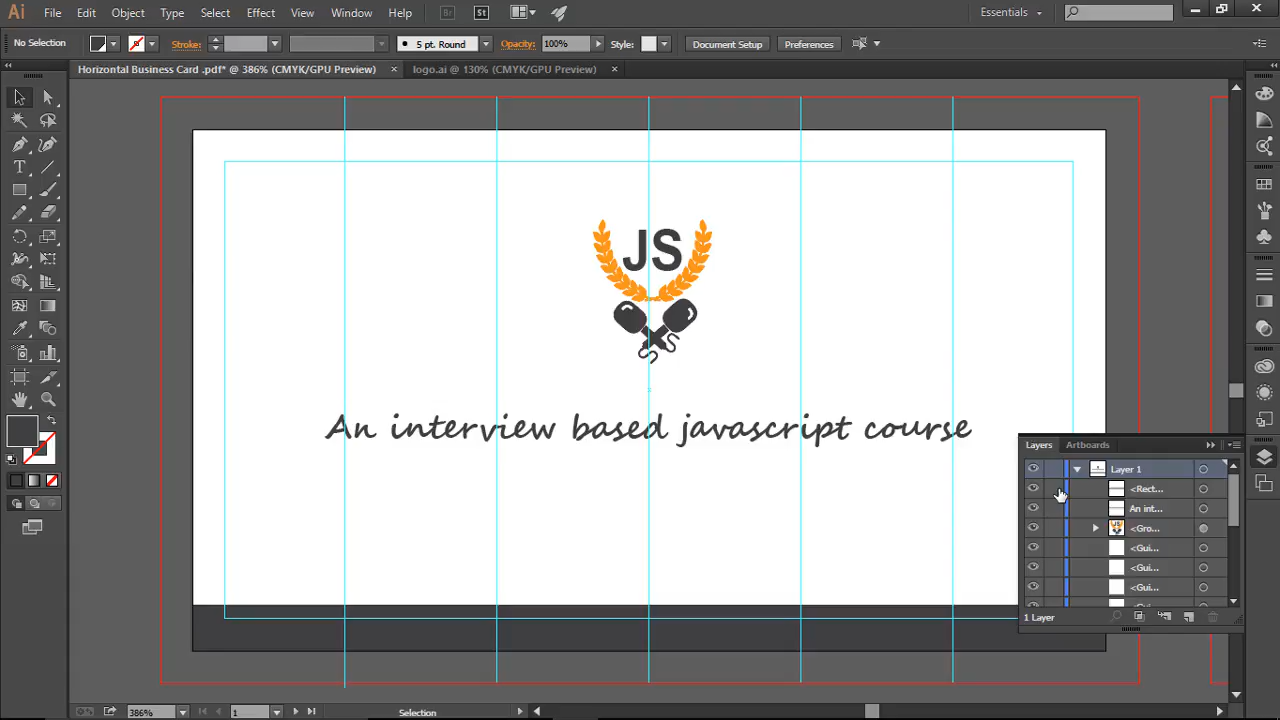 Ai File Edit Object Type Select Effect View Window Help Br St Essentials
No Selection Stroke: 5 pt. Round Opacity: 100% Style: Document Setup Preferences
Horizontal Business Card .pdf* @ 386% (CMYK/GPU Preview) × logo.ai @ 130% (CMYK/GPU Preview) ×
JS
An interview based javascript course
Layers Artboards
Layer 1
<Rect...
An int...
<Gro...
<Gui...
<Gui...
<Gui...
1 Layer
386% 1 Selection